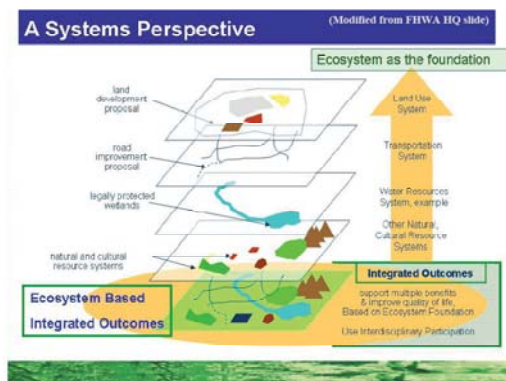 A Systems Perspective
(Modified from FHWA HQ slide)
Ecosystem as the foundation
land
development
proposal
road
improvement
proposal
legally protected
wetlands
natural and cultural
resource systems
Land Use
System
Transportation
System
Water Resources
System, example
Other Natural,
Cultural Resource
Systems
Ecosystem Based
Integrated Outcomes
Integrated Outcomes
support multiple benefits
& improve quality of life,
Based on Ecosystem Foundation
Use Interdisciplinary Participation